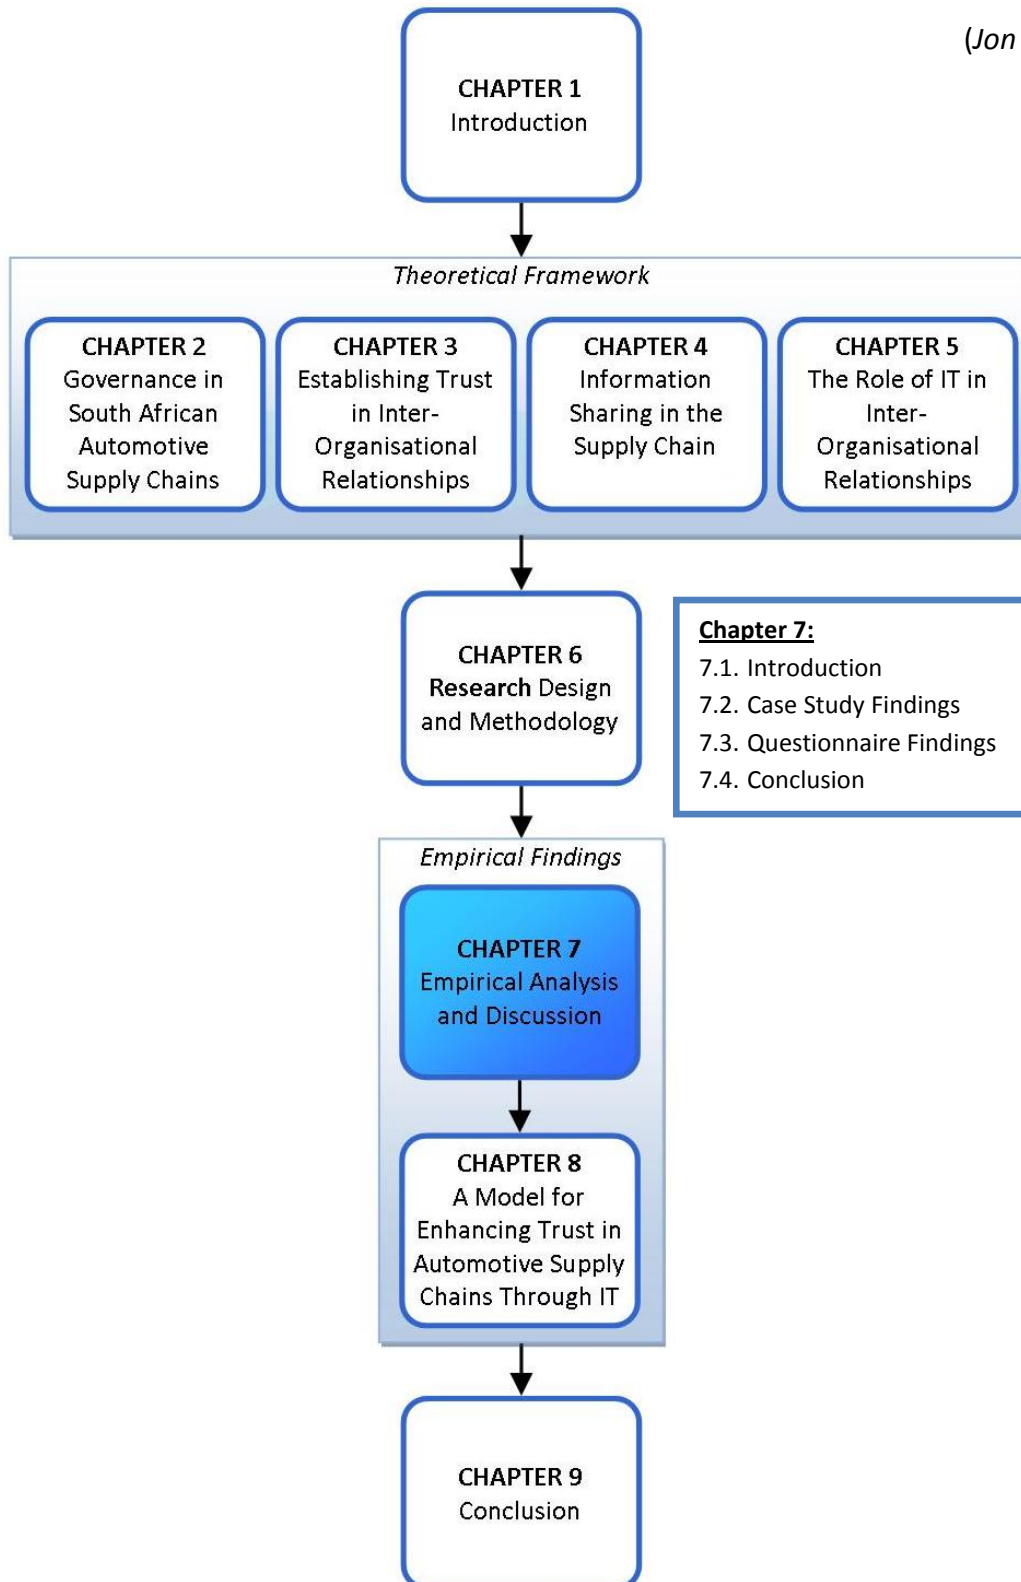 (Jon
CHAPTER 1
Introduction
Theoretical Framework
CHAPTER 2
Governance in
South African
Automotive
Supply Chains
CHAPTER 3
Establishing Trust
in Inter-
Organisational
Relationships
CHAPTER 4
Information
Sharing in the
Supply Chain
CHAPTER 5
The Role of IT in
Inter-
Organisational
Relationships
CHAPTER 6
Research Design
and Methodology
Chapter 7:
7.1. Introduction
7.2. Case Study Findings
7.3. Questionnaire Findings
7.4. Conclusion
Empirical Findings
CHAPTER 7
Empirical Analysis
and Discussion
CHAPTER 8
A Model for
Enhancing Trust in
Automotive Supply
Chains Through IT
CHAPTER 9
Conclusion